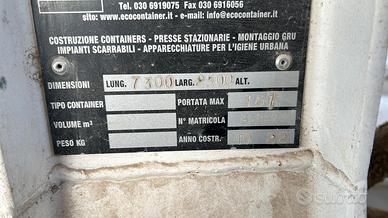 Tel. 030 6919075 Fax 030 6916056
sito: www.ecocontainer.it info@ecocontainer.it
COSTRUZIONE CONTAINERS - PRESSE STAZIONARIE - MONTAGGIO GRU
IMPIANTI SCARRABILI - APPARECCHIATURE PER L'IGIENE URBANA
DIMENSIONI LUNG. 7300 LARG. ALT.
TIPO CONTAINER PORTATA MAX
VOLUME m³ N° MATRICOLA
PESO KG ANNO COSTR.
Subito